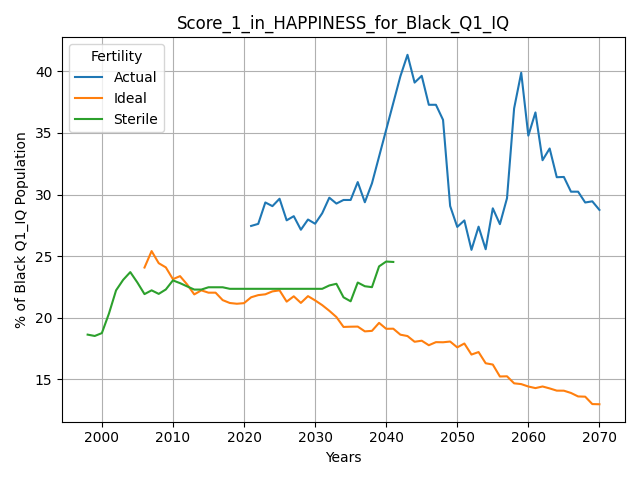 Score_1_in_HAPPINESS_for_Black_Q1_IQ
Fertility
Actual
Ideal
Sterile
% of Black Q1_IQ Population
40
35
30
25
20
15
2000 2010 2020 2030 2040 2050 2060 2070
Years